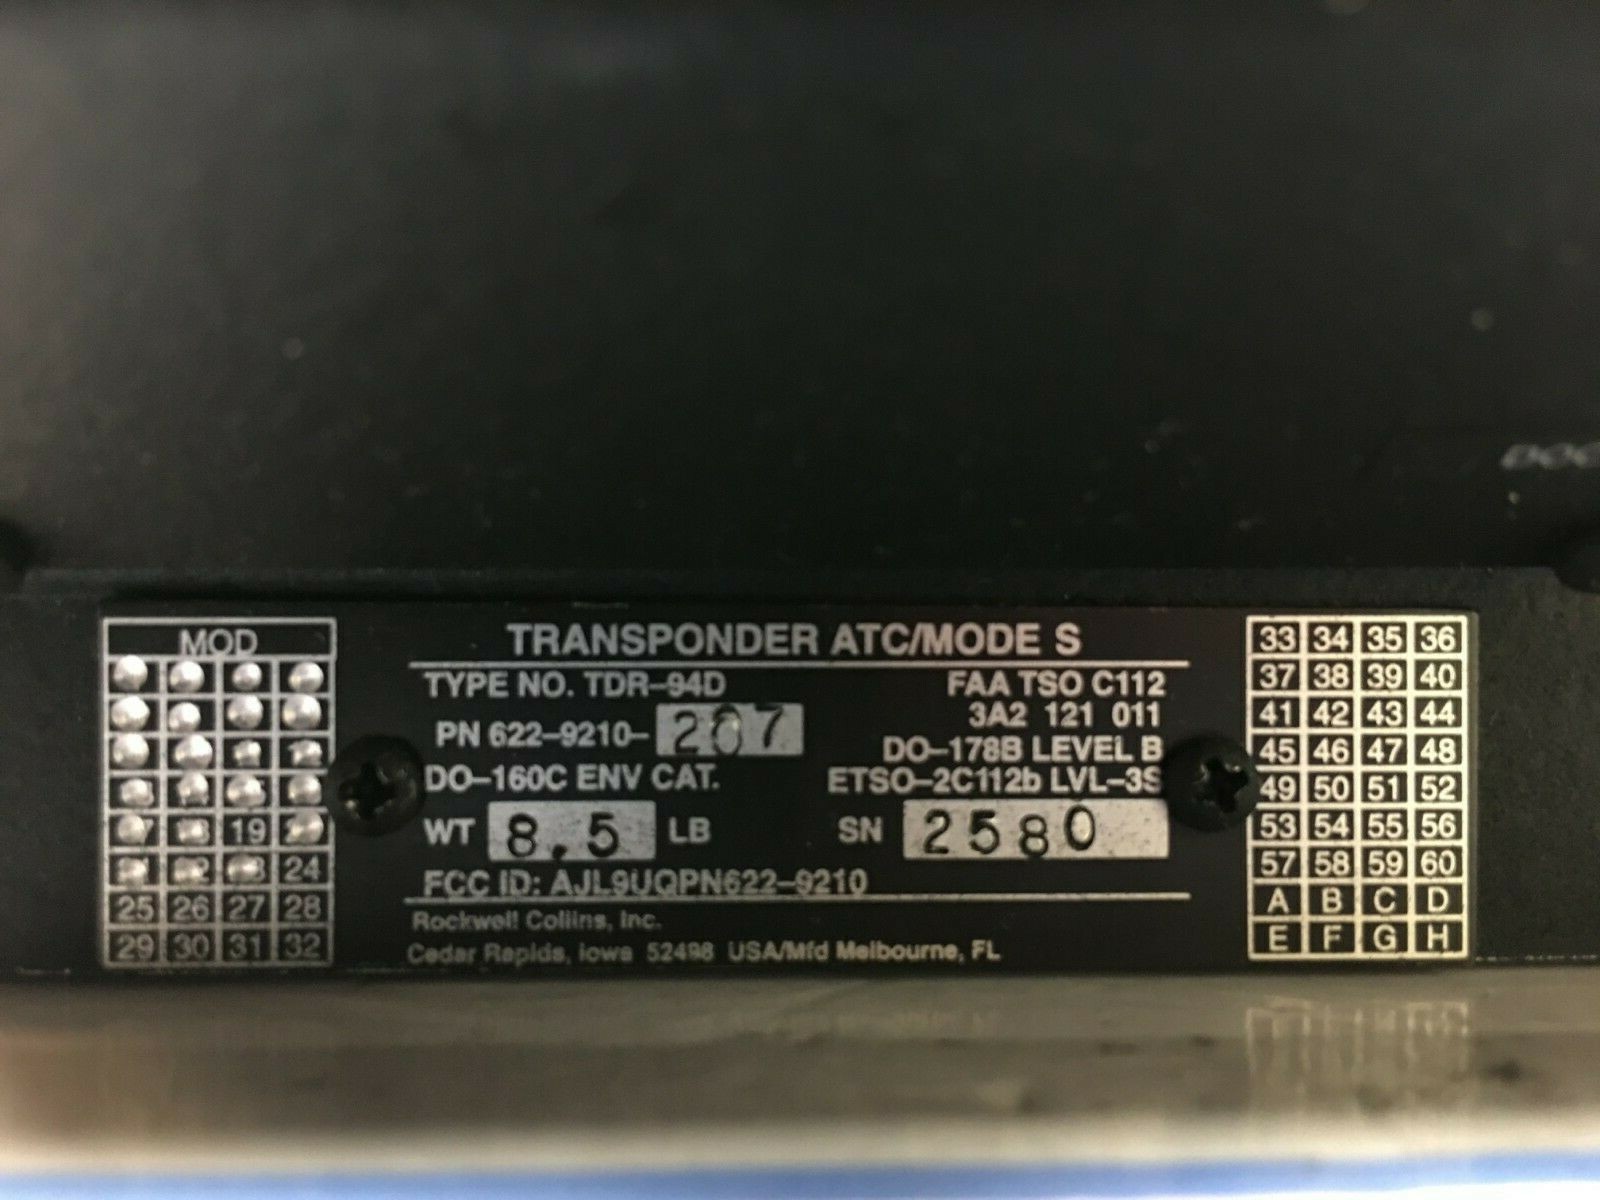 MOD
19
24
25 26 27 28
29 30 31 32
TRANSPONDER ATC/MODE S
TYPE NO. TDR-94D
PN 622-9210-207
DO-160C ENV CAT.
WT 8.5 LB
FAA TSO C112
3A2 121 011
DO-178B LEVEL B
ETSO-2C112b LVL-3S
SN 2580
FCC ID: AJL9UQPN622-9210
Rockwell Collins, Inc.
Cedar Rapids, Iowa 52498 USA/Mfd Melbourne, FL
33 34 35 36
37 38 39 40
41 42 43 44
45 46 47 48
49 50 51 52
53 54 55 56
57 58 59 60
A B C D
E F G H